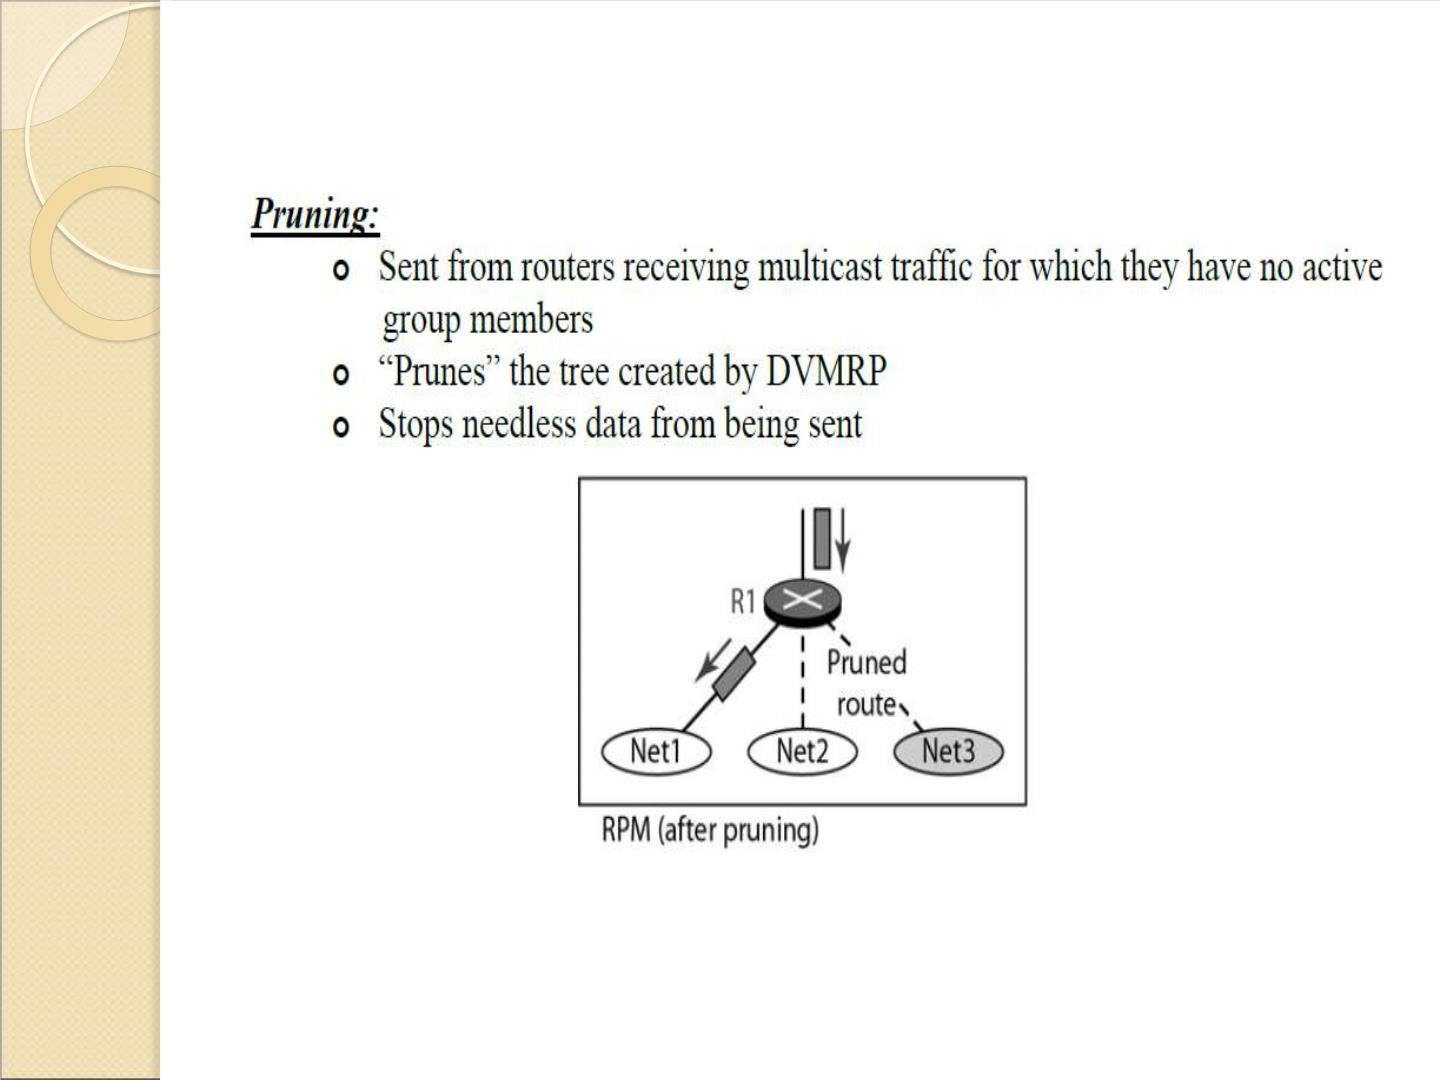 Pruning:
o Sent from routers receiving multicast traffic for which they have no active
group members
o “Prunes” the tree created by DVMRP
o Stops needless data from being sent
R1
Pruned
route
Net1 Net2 Net3
RPM (after pruning)